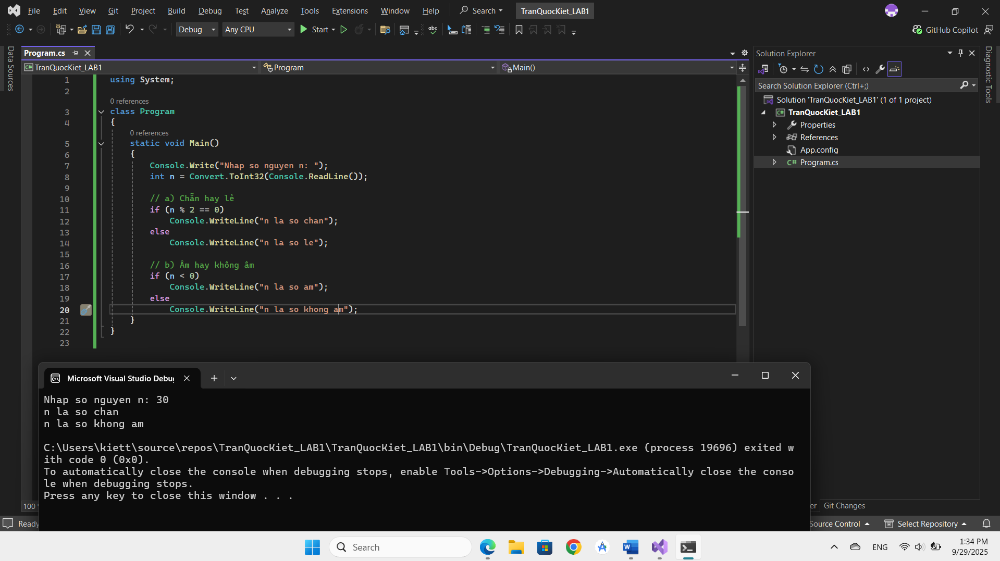 File Edit View Git Project Build Debug Test Analyze Tools Extensions Window Help Search TranQuocKiet_LAB1
Debug Any CPU Start abc GitHub Copilot
Data Sources
Program.cs
TranQuocKiet_LAB1 Program Main()
1 using System;
2
0 references
3 class Program
4 {
0 references
5 static void Main()
6 {
7 Console.Write("Nhap so nguyen n: ");
8 int n = Convert.ToInt32(Console.ReadLine());
9
10 // a) Chẵn hay lẻ
11 if (n % 2 == 0)
12 Console.WriteLine("n la so chan");
13 else
14 Console.WriteLine("n la so le");
15
16 // b) Âm hay không âm
17 if (n < 0)
18 Console.WriteLine("n la so am");
19 else
20 Console.WriteLine("n la so khong am");
21 }
22 }
23
Solution Explorer
Search Solution Explorer (Ctrl+;)
Solution 'TranQuocKiet_LAB1' (1 of 1 project)
C# TranQuocKiet_LAB1
Properties
References
App.config
C# Program.cs
Diagnostic Tools
Microsoft Visual Studio Debu
Nhap so nguyen n: 30
n la so chan
n la so khong am
C:\Users\kiett\source\repos\TranQuocKiet_LAB1\TranQuocKiet_LAB1\bin\Debug\TranQuocKiet_LAB1.exe (process 19696) exited w
ith code 0 (0x0).
To automatically close the console when debugging stops, enable Tools->Options->Debugging->Automatically close the conso
le when debugging stops.
Press any key to close this window . . .
100
er Git Changes
Ready
Source Control Select Repository
Search
ENG
1:34 PM
9/29/2025